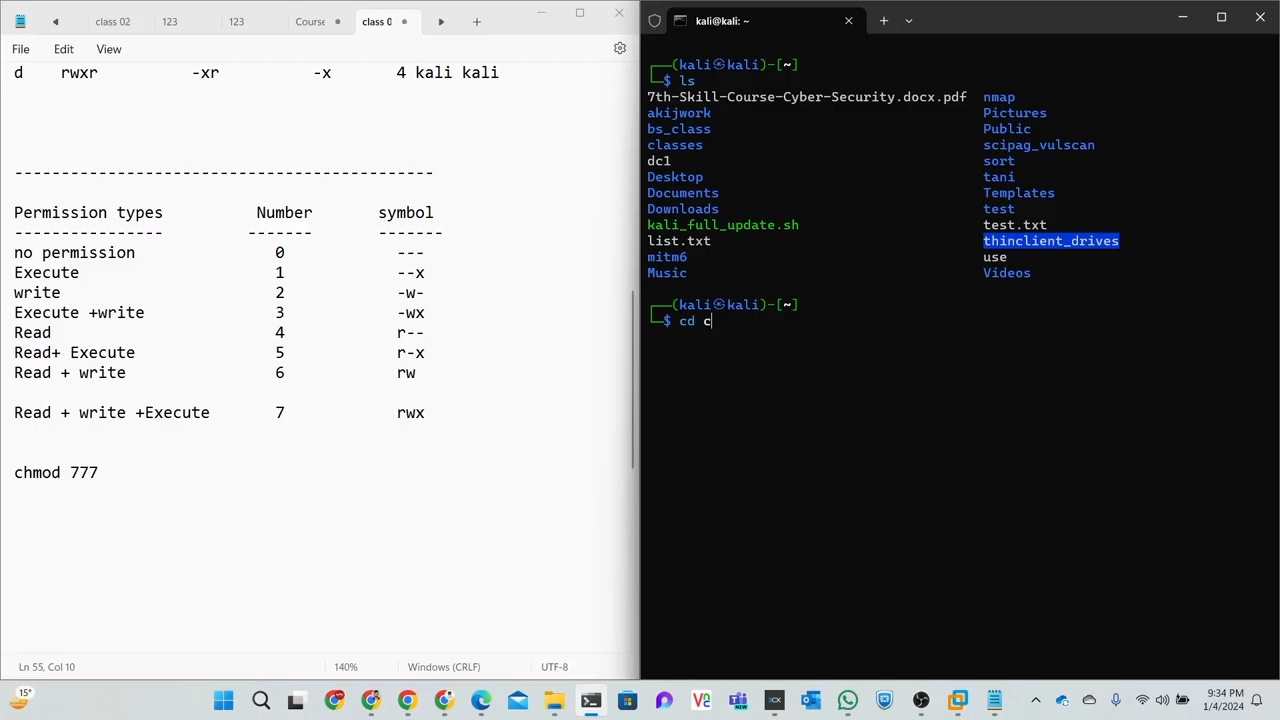 class 02
123
123
Course
class 0
File
Edit
View
d rwxr -xr -x 4 kali kali
---------------------------------------------
Permission types Number symbol
---------------- ------- -------
no permission 0 ---
Execute 1 --x
write 2 -w-
Execute +write 3 -wx
Read 4 r--
Read+ Execute 5 r-x
Read + write 6 rw
Read + write +Execute 7 rwx
chmod 777
Ln 55, Col 10
140%
Windows (CRLF)
UTF-8
kali@kali: ~
┌──(kali㉿kali)-[~]
└─$ ls
7th-Skill-Course-Cyber-Security.docx.pdf nmap
akijwork Pictures
bs_class Public
classes scipag_vulscan
dc1 sort
Desktop tani
Documents Templates
Downloads test
kali_full_update.sh test.txt
list.txt thinclient_drives
mitm6 use
Music Videos
┌──(kali㉿kali)-[~]
└─$ cd c
15°
NEW
9:34 PM
1/4/2024